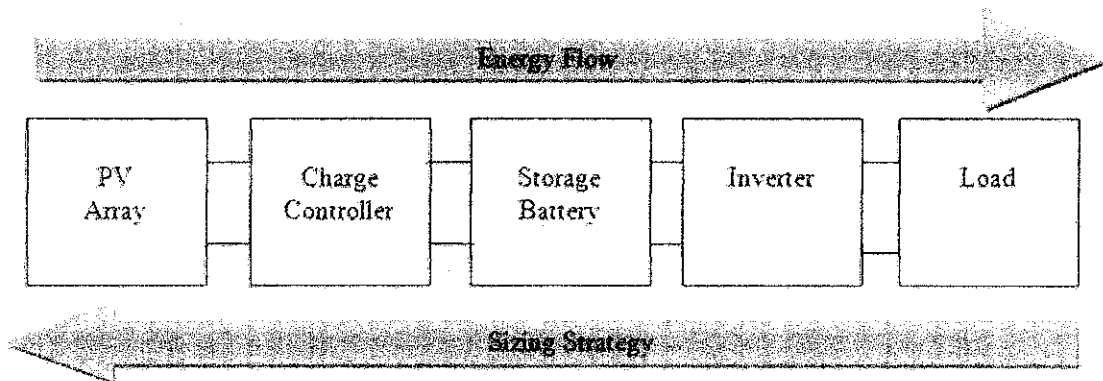 Energy Flow
PV
Array
Charge
Controller
Storage
Battery
Inverter
Load
Sizing Strategy